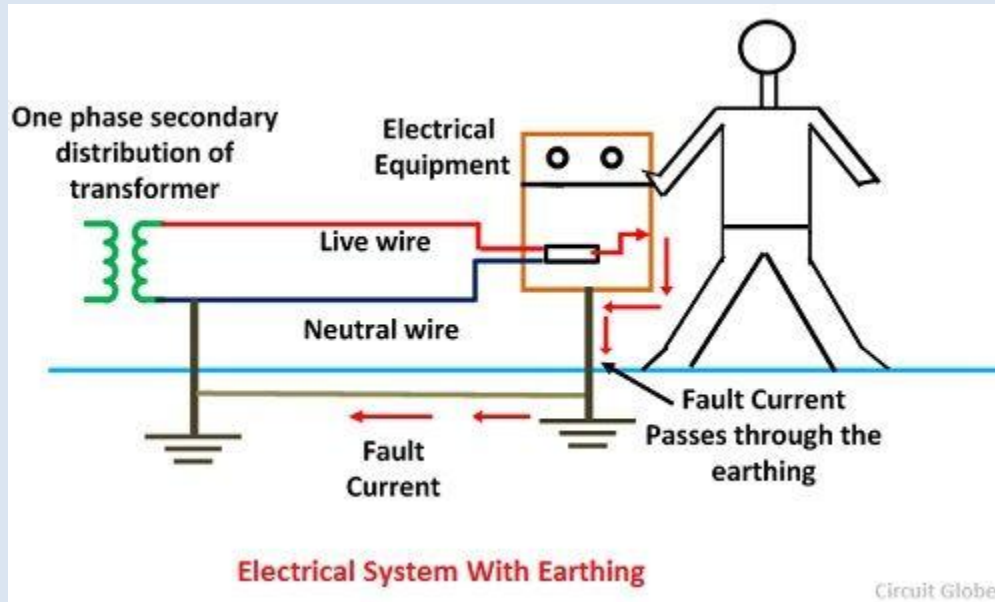 One phase secondary
distribution of
transformer
Electrical
Equipment
Live wire
Neutral wire
Fault Current
Passes through the
earthing
Fault
Current
Electrical System With Earthing
Circuit Globe